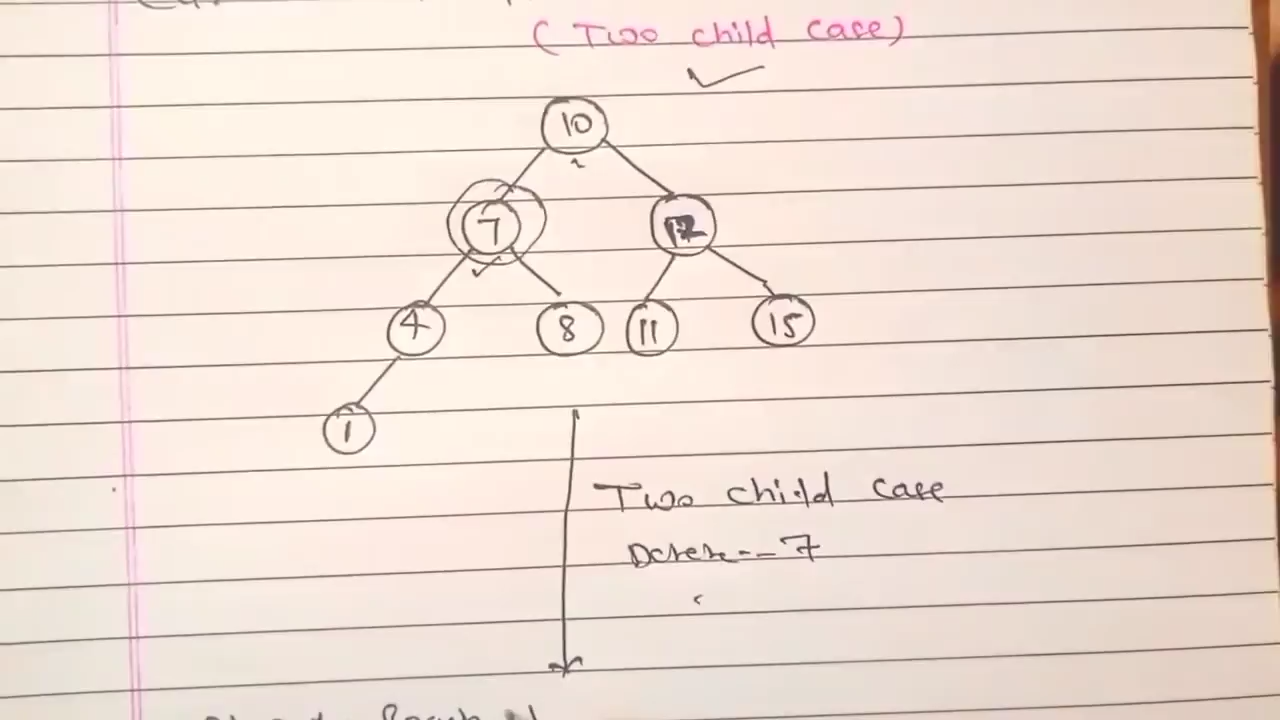 (Two child case)
10
7 12
4 8 11 15
1
Two child case
Delete--7